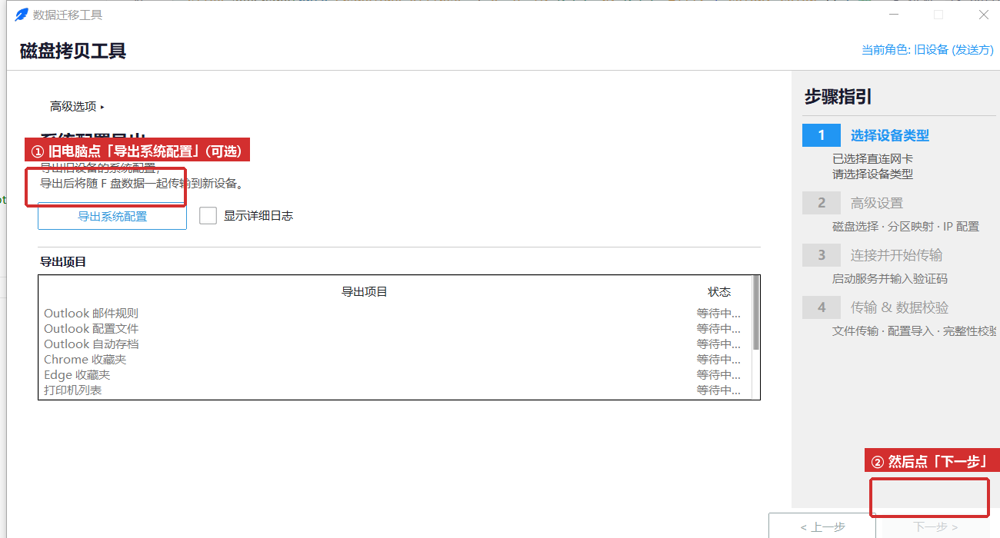 数据迁移工具
磁盘拷贝工具
当前角色: 旧设备 (发送方)
高级选项 ▸
系统配置导出
① 旧电脑点「导出系统配置」(可选)
导出旧设备的系统配置，
导出后将随 F 盘数据一起传输到新设备。
导出系统配置
显示详细日志
导出项目
导出项目 状态
Outlook 邮件规则 等待中...
Outlook 配置文件 等待中...
Outlook 自动存档 等待中...
Chrome 收藏夹 等待中...
Edge 收藏夹 等待中...
打印机列表 等待中...
步骤指引
1 选择设备类型
已选择直连网卡
请选择设备类型
2 高级设置
磁盘选择 · 分区映射 · IP 配置
3 连接并开始传输
启动服务并输入验证码
4 传输 & 数据校验
文件传输 · 配置导入 · 完整性校验
② 然后点「下一步」
< 上一步
下一步 >